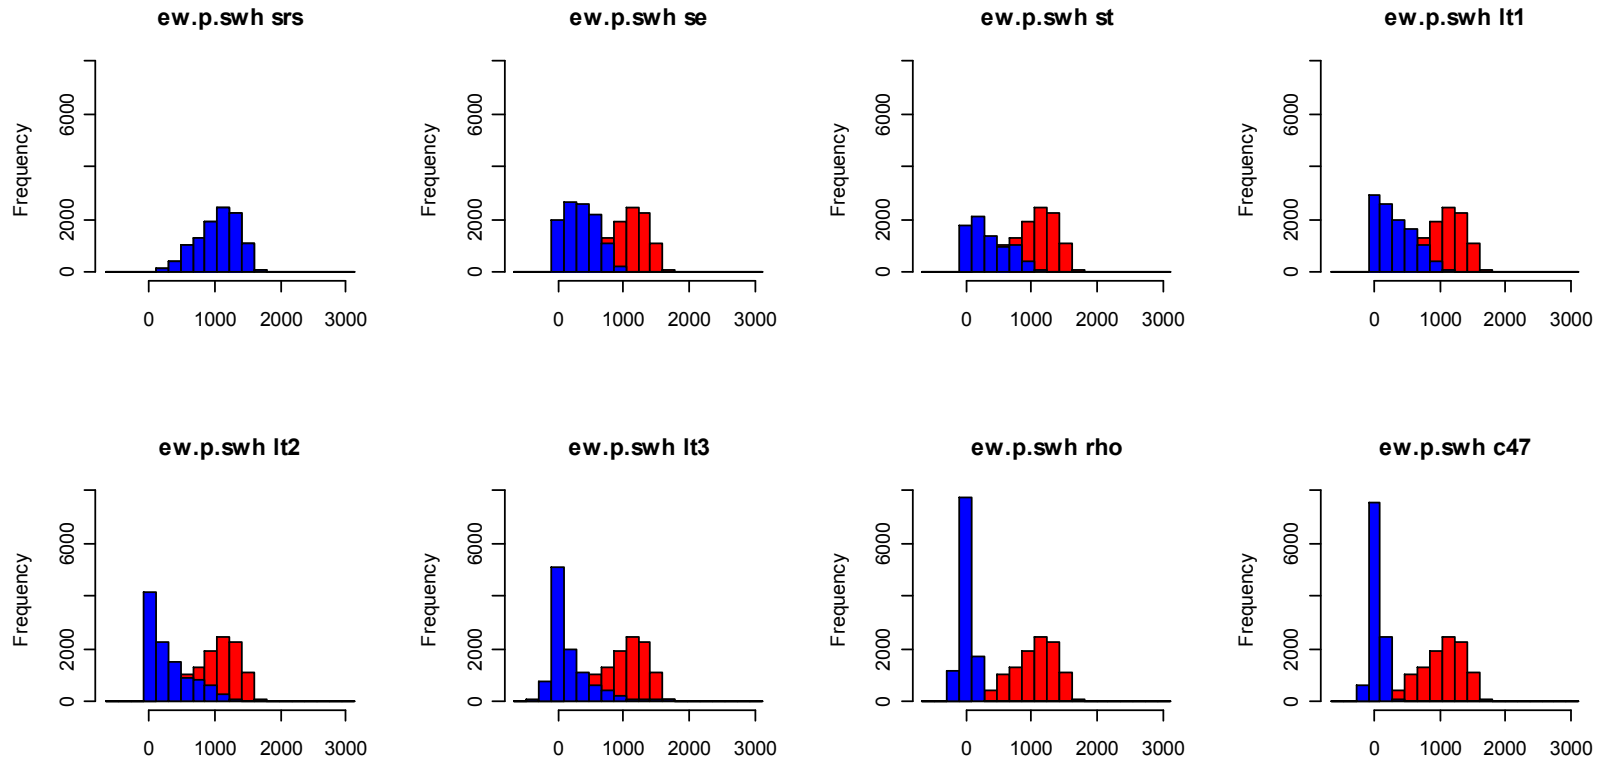 ew.p.swh srs
ew.p.swh se
ew.p.swh st
ew.p.swh lt1
Frequency
6000
2000
0
0 1000 2000 3000
Frequency
6000
2000
0
0 1000 2000 3000
Frequency
6000
2000
0
0 1000 2000 3000
Frequency
6000
2000
0
0 1000 2000 3000
ew.p.swh lt2
ew.p.swh lt3
ew.p.swh rho
ew.p.swh c47
Frequency
6000
2000
0
0 1000 2000 3000
Frequency
6000
2000
0
0 1000 2000 3000
Frequency
6000
2000
0
0 1000 2000 3000
Frequency
6000
2000
0
0 1000 2000 3000